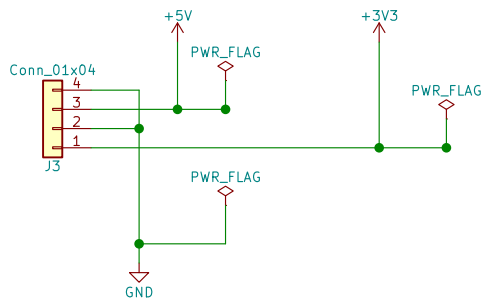 +5V
+3V3
PWR_FLAG
Conn_01x04
PWR_FLAG
4
3
2
1
J3
PWR_FLAG
GND